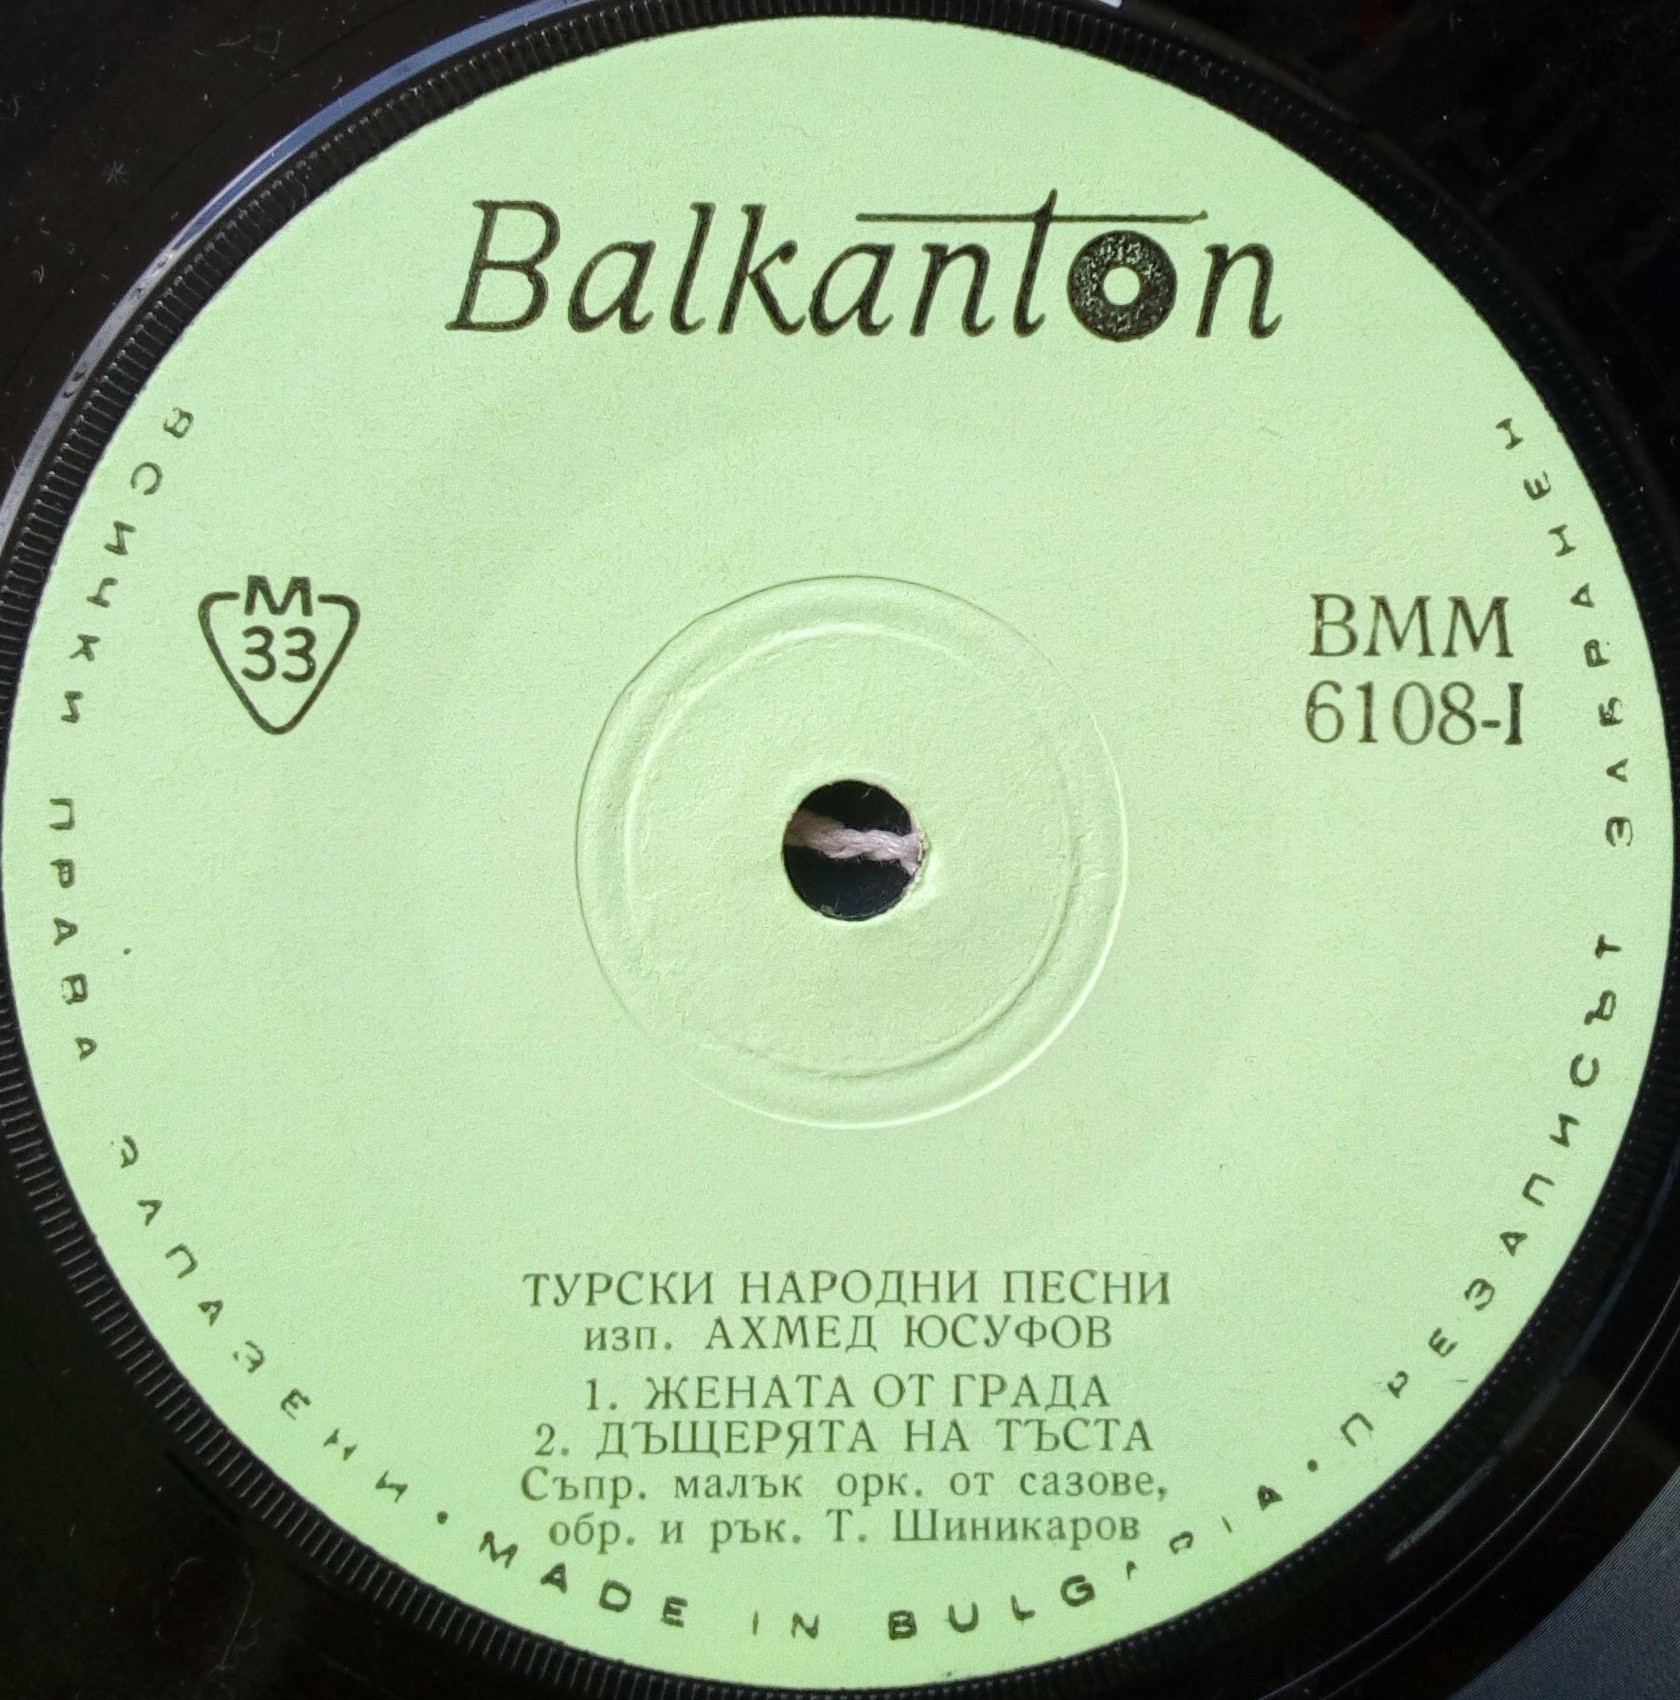 Balkanton
M
33
ВММ
6108-I
ТУРСКИ НАРОДНИ ПЕСНИ
изп. АХМЕД ЮСУФОВ
1. ЖЕНАТА ОТ ГРАДА
2. ДЪЩЕРЯТА НА ТЪСТА
Съпр. малък орк. от сазове,
обр. и рък. Т. Шиникаров
ВСИЧКИ ПРАВА ЗАПАЗЕНИ • MADE IN BULGARIA • ПРЕЗАПИСЪТ ЗАБРАНЕН